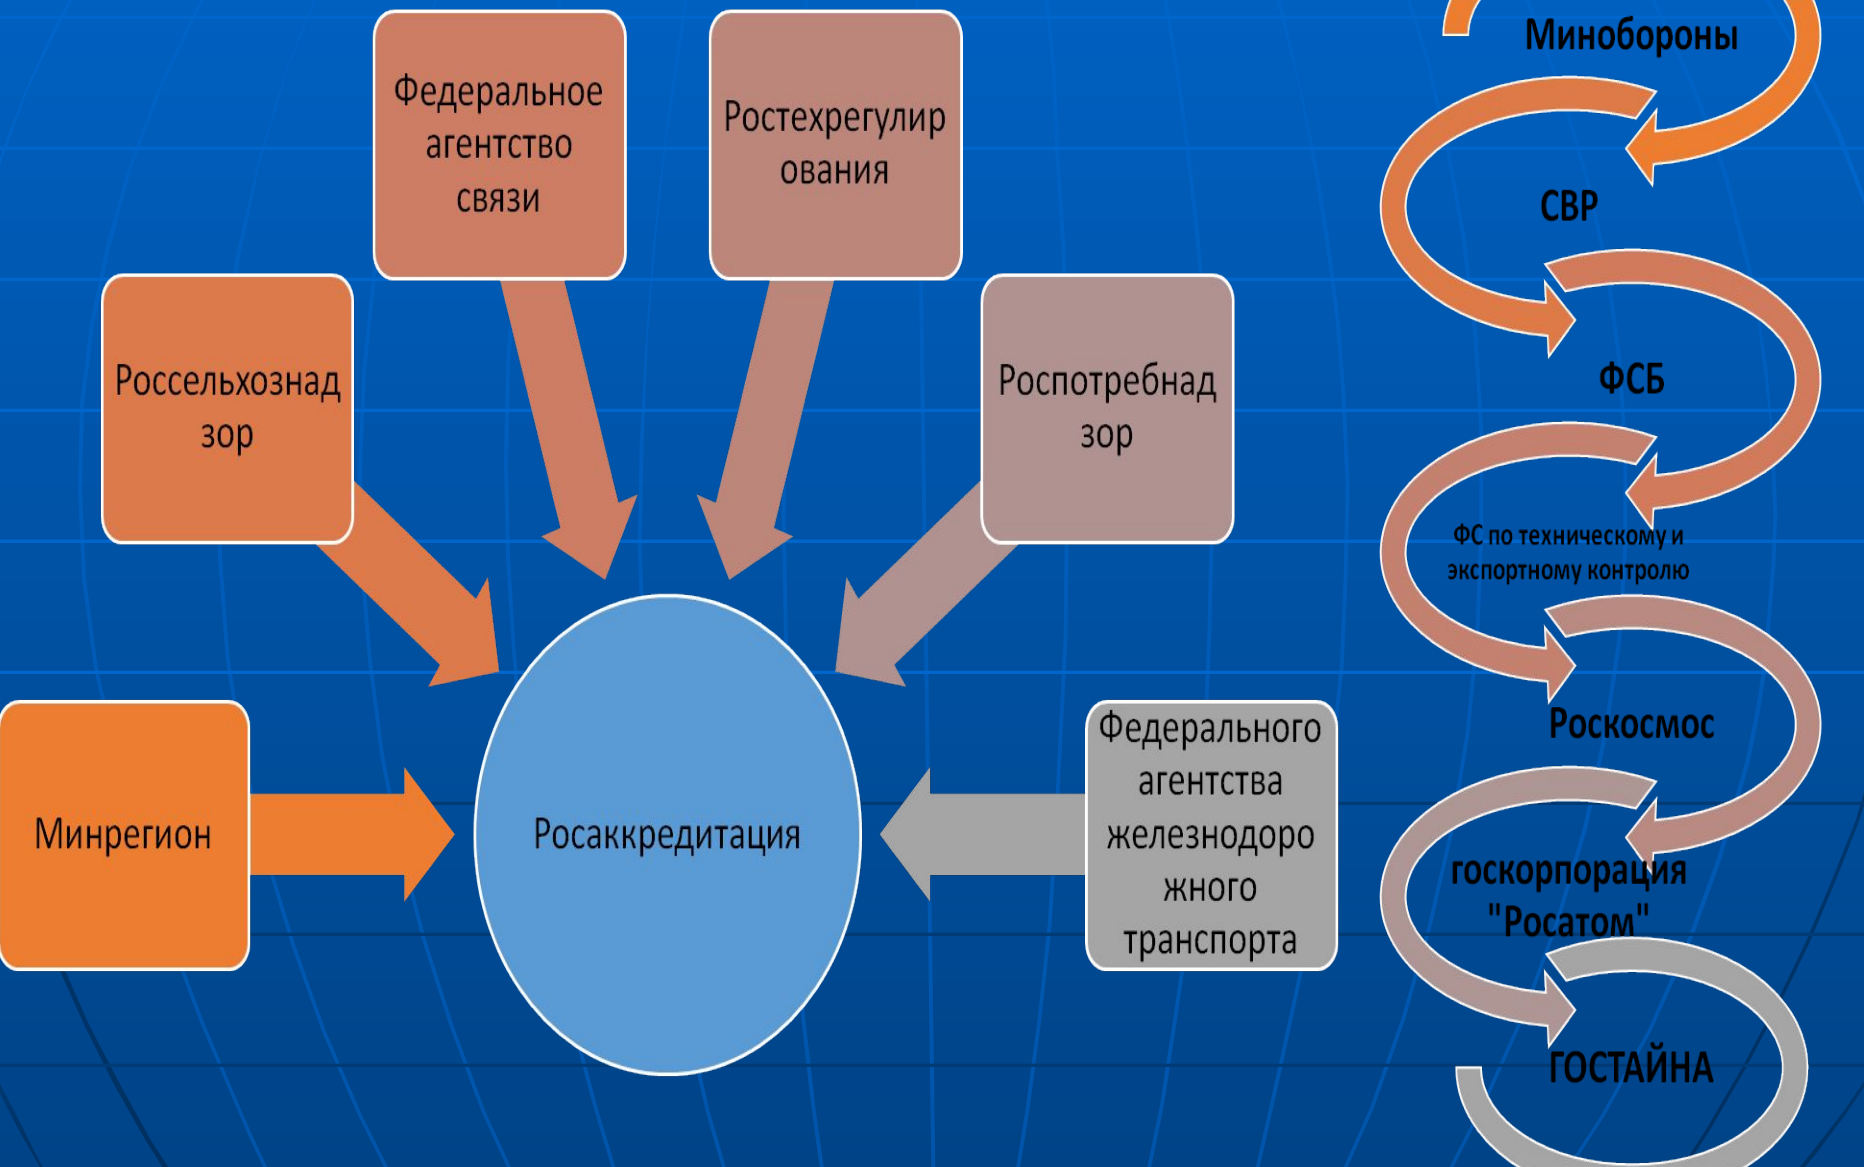 Федеральное
агентство
связи
Ростехрегулир
ования
Россельхознад
зор
Роспотребнад
зор
Минрегион
Росаккредитация
Федерального
агентства
железнодоро
жного
транспорта
Минобороны
СВР
ФСБ
ФС по техническому и
экспортному контролю
Роскосмос
госкорпорация
"Росатом"
ГОСТАЙНА